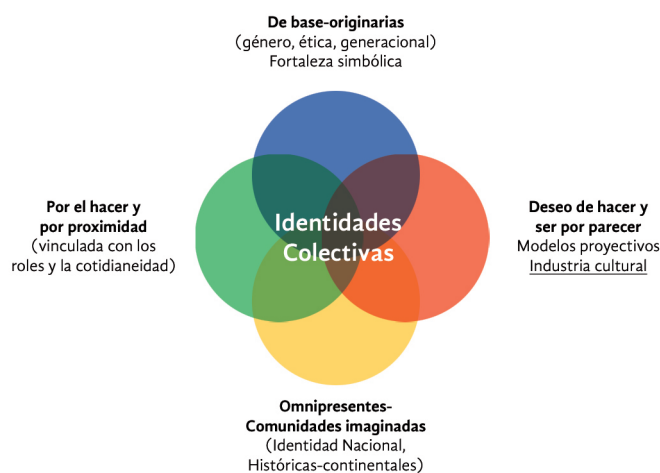 De base-originarias
(género, ética, generacional)
Fortaleza simbólica
Por el hacer y
por proximidad
(vinculada con los
roles y la cotidianeidad)
Identidades
Colectivas
Deseo de hacer y
ser por parecer
Modelos proyectivos
Industria cultural
Omnipresentes-
Comunidades imaginadas
(Identidad Nacional,
Históricas-continentales)